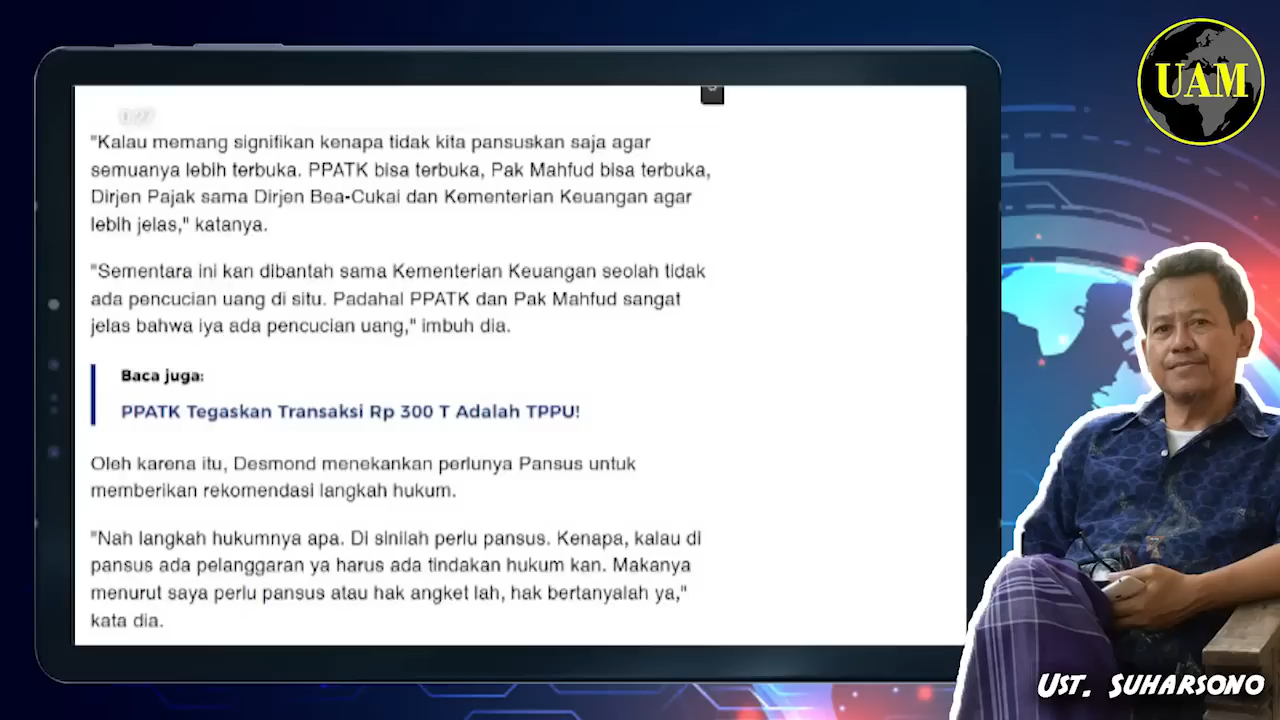 UAM
0:27
"Kalau memang signifikan kenapa tidak kita pansuskan saja agar
semuanya lebih terbuka. PPATK bisa terbuka, Pak Mahfud bisa terbuka,
Dirjen Pajak sama Dirjen Bea-Cukai dan Kementerian Keuangan agar
lebih jelas," katanya.
"Sementara ini kan dibantah sama Kementerian Keuangan seolah tidak
ada pencucian uang di situ. Padahal PPATK dan Pak Mahfud sangat
jelas bahwa iya ada pencucian uang," imbuh dia.
Baca juga:
PPATK Tegaskan Transaksi Rp 300 T Adalah TPPU!
Oleh karena itu, Desmond menekankan perlunya Pansus untuk
memberikan rekomendasi langkah hukum.
"Nah langkah hukumnya apa. Di sinilah perlu pansus. Kenapa, kalau di
pansus ada pelanggaran ya harus ada tindakan hukum kan. Makanya
menurut saya perlu pansus atau hak angket lah, hak bertanyalah ya,"
kata dia.
UST. SUHARSONO